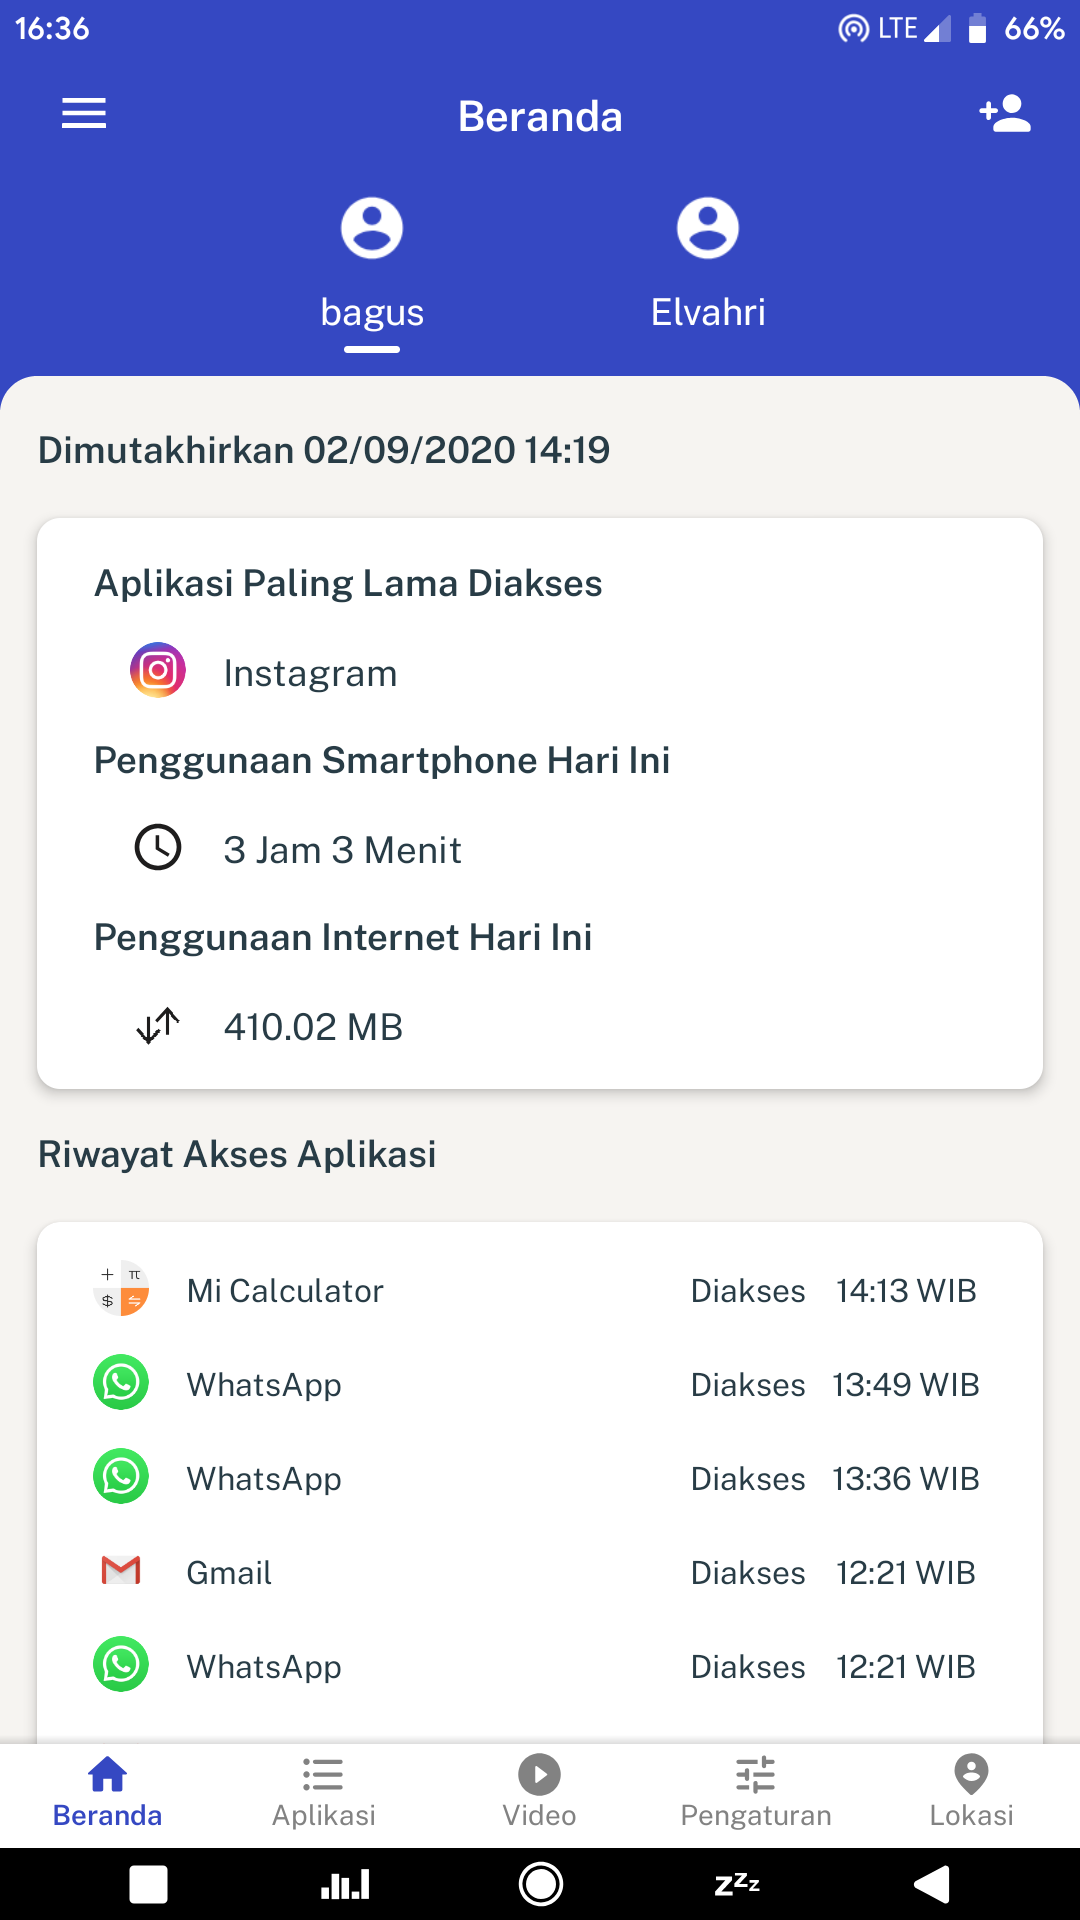 16:36 LTE 66%
Beranda
bagus Elvahri
Dimutakhirkan 02/09/2020 14:19
Aplikasi Paling Lama Diakses
Instagram
Penggunaan Smartphone Hari Ini
3 Jam 3 Menit
Penggunaan Internet Hari Ini
410.02 MB
Riwayat Akses Aplikasi
Mi Calculator Diakses 14:13 WIB
WhatsApp Diakses 13:49 WIB
WhatsApp Diakses 13:36 WIB
Gmail Diakses 12:21 WIB
WhatsApp Diakses 12:21 WIB
Beranda Aplikasi Video Pengaturan Lokasi
zzz